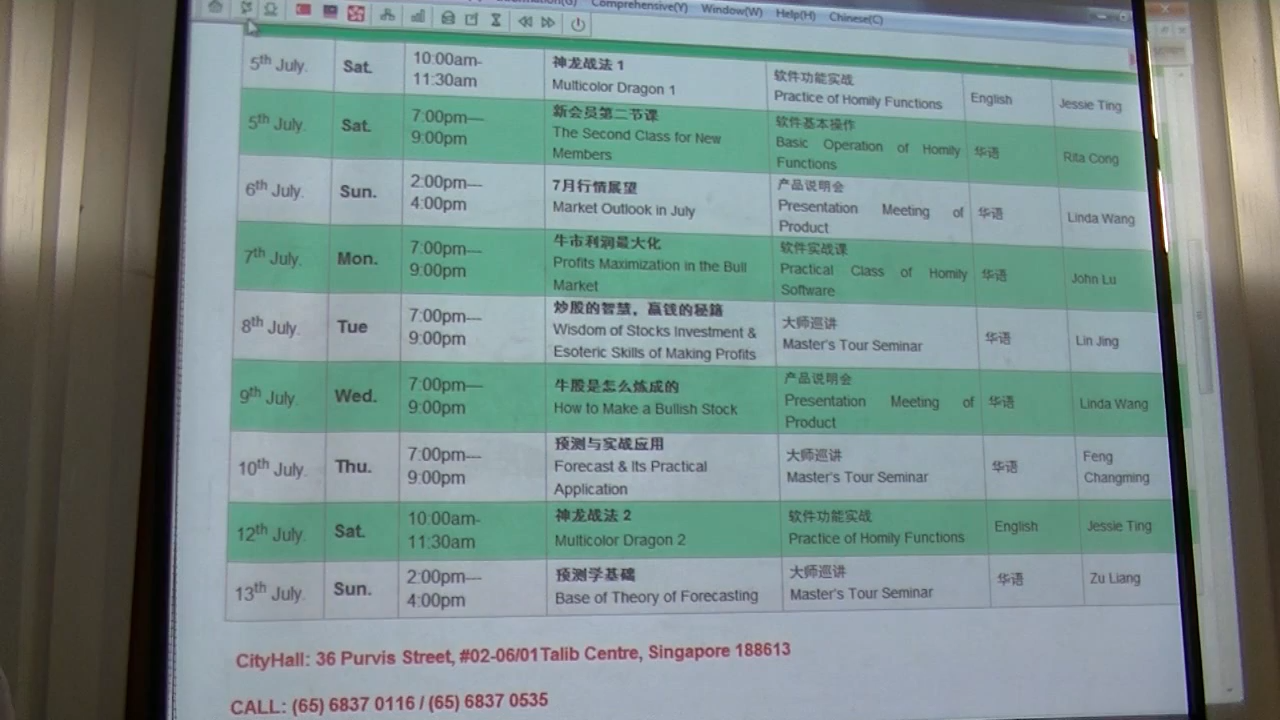 Comprehensive(Y) Window(W) Help(H) Chinese(C)
5th July. Sat. 10:00am-11:30am 神龙战法 1 Multicolor Dragon 1 软件功能实战 Practice of Homily Functions English Jessie Ting
5th July. Sat. 7:00pm—9:00pm 新会员第二节课 The Second Class for New Members 软件基本操作 Basic Operation of Homily Functions 华语 Rita Cong
6th July. Sun. 2:00pm—4:00pm 7月行情展望 Market Outlook in July 产品说明会 Presentation Meeting of Product 华语 Linda Wang
7th July. Mon. 7:00pm—9:00pm 牛市利润最大化 Profits Maximization in the Bull Market 软件实战课 Practical Class of Homily Software 华语 John Lu
8th July. Tue 7:00pm—9:00pm 炒股的智慧，赢钱的秘籍 Wisdom of Stocks Investment & Esoteric Skills of Making Profits 大师巡讲 Master's Tour Seminar 华语 Lin Jing
9th July. Wed. 7:00pm—9:00pm 牛股是怎么炼成的 How to Make a Bullish Stock 产品说明会 Presentation Meeting of Product 华语 Linda Wang
10th July. Thu. 7:00pm—9:00pm 预测与实战应用 Forecast & Its Practical Application 大师巡讲 Master's Tour Seminar 华语 Feng Changming
12th July. Sat. 10:00am-11:30am 神龙战法 2 Multicolor Dragon 2 软件功能实战 Practice of Homily Functions English Jessie Ting
13th July. Sun. 2:00pm—4:00pm 预测学基础 Base of Theory of Forecasting 大师巡讲 Master's Tour Seminar 华语 Zu Liang
CityHall: 36 Purvis Street, #02-06/01Talib Centre, Singapore 188613
CALL: (65) 6837 0116 / (65) 6837 0535